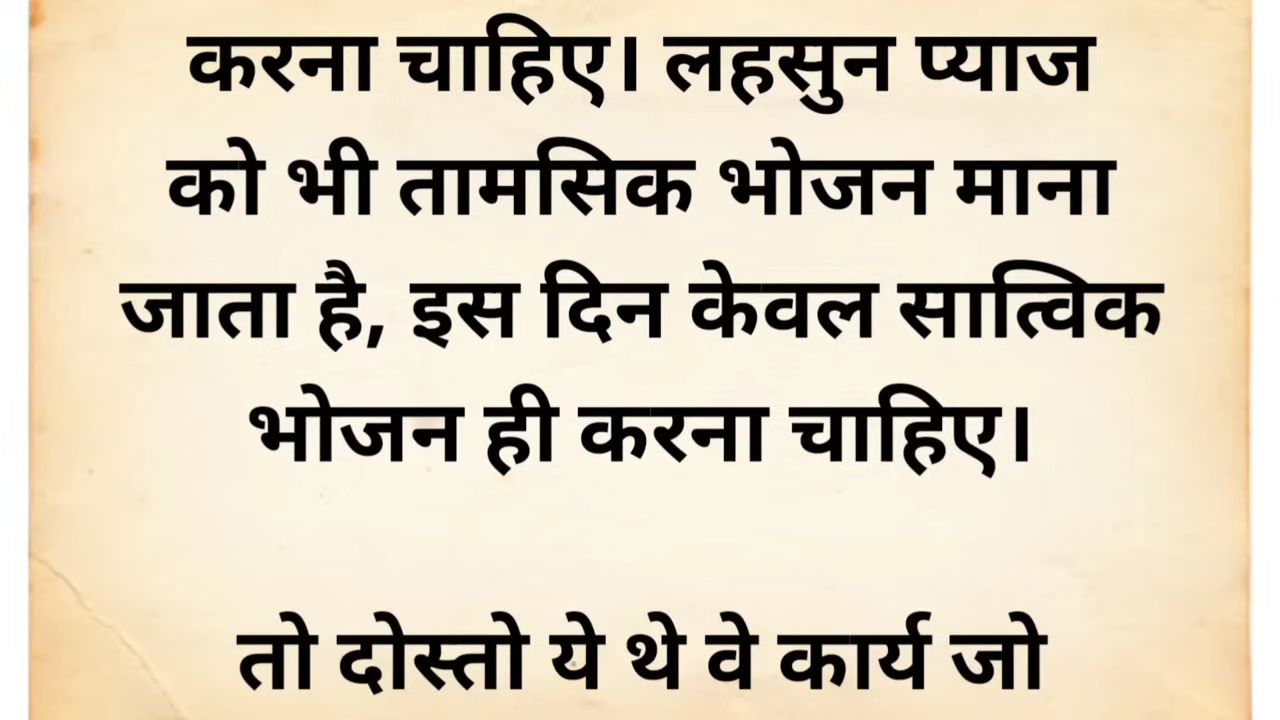 करना चाहिए। लहसुन प्याज
को भी तामसिक भोजन माना
जाता है, इस दिन केवल सात्विक
भोजन ही करना चाहिए।
तो दोस्तो ये थे वे कार्य जो